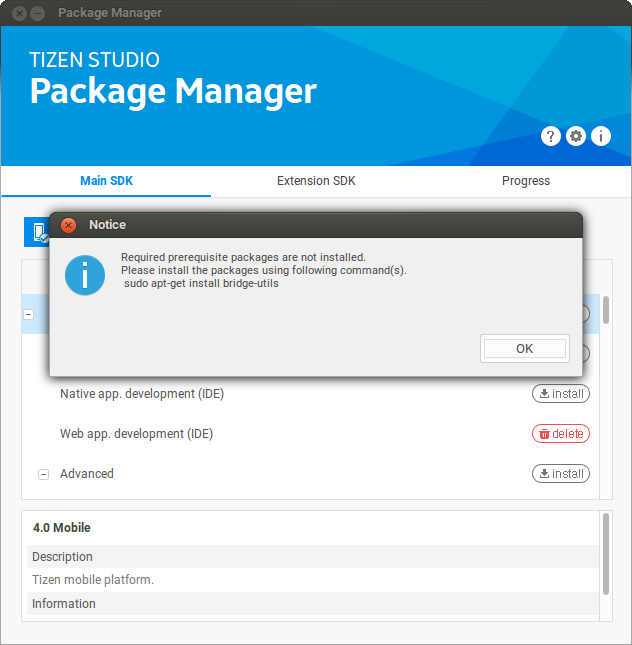 Package Manager
TIZEN STUDIO
Package Manager
? i
Main SDK Extension SDK Progress
Notice
i
Required prerequisite packages are not installed.
Please install the packages using following command(s).
sudo apt-get install bridge-utils
OK
Native app. development (IDE) install
Web app. development (IDE) delete
Advanced install
4.0 Mobile
Description
Tizen mobile platform.
Information